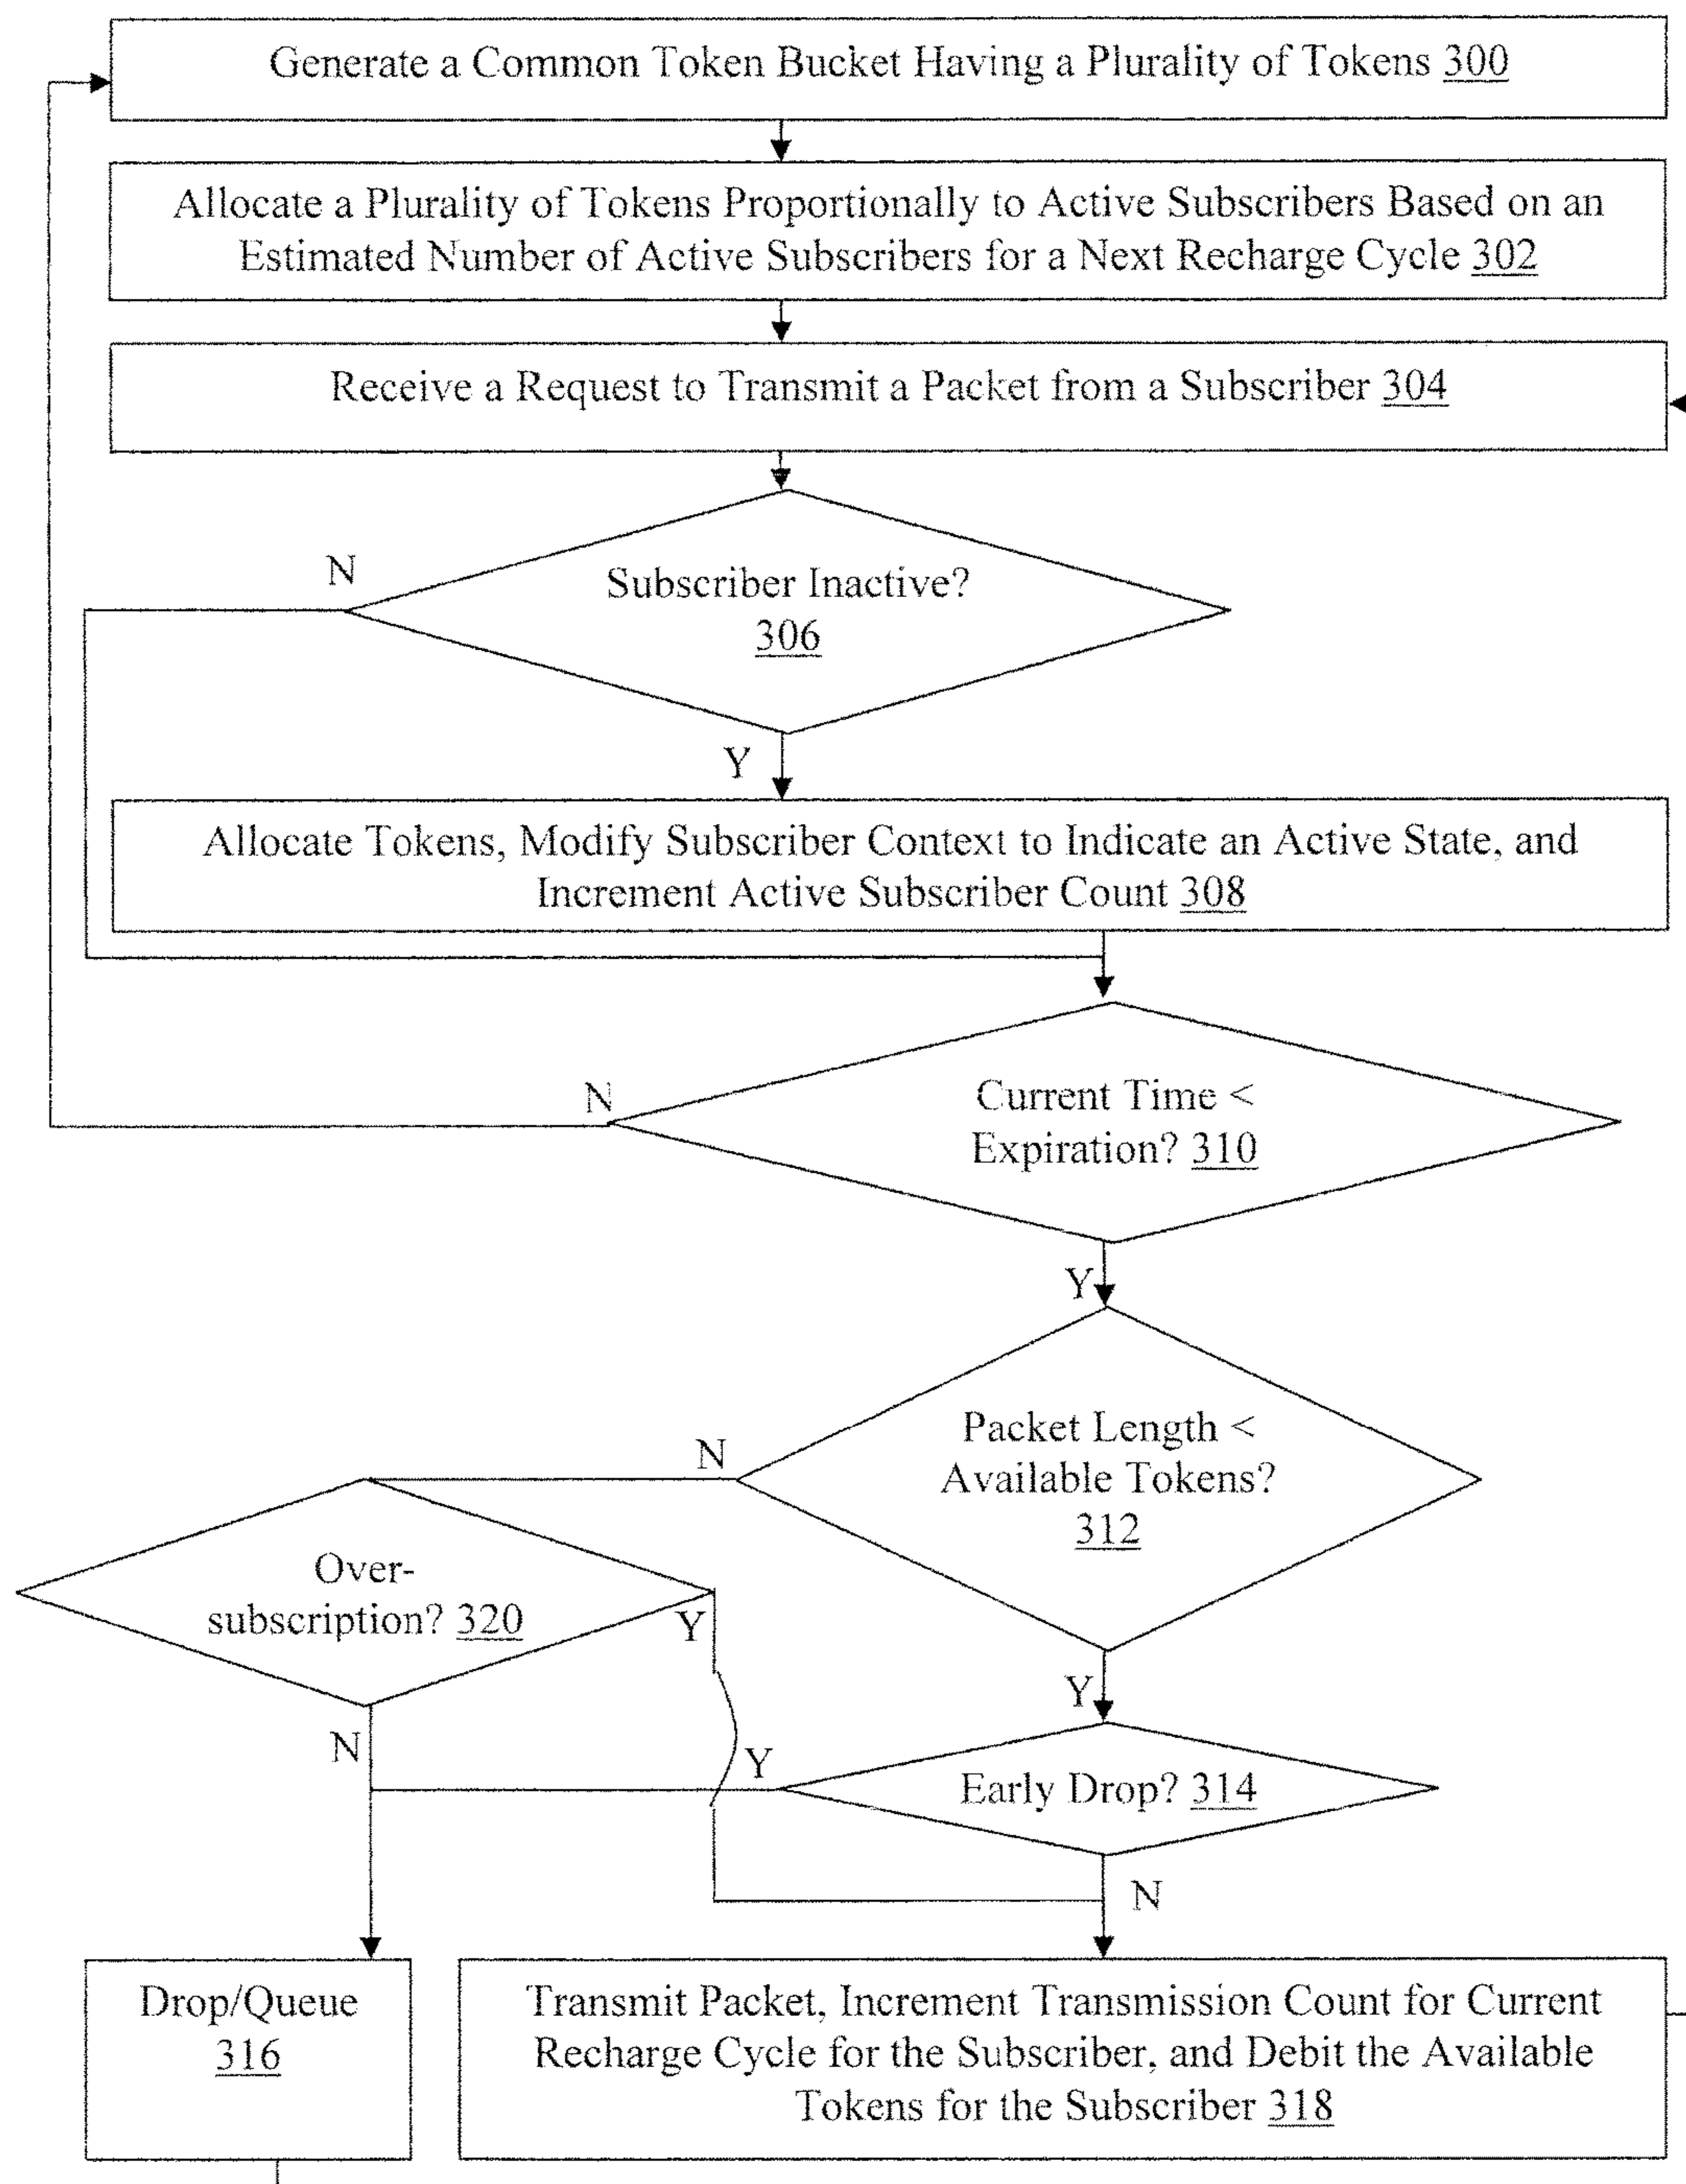 Generate a Common Token Bucket Having a Plurality of Tokens 300
Allocate a Plurality of Tokens Proportionally to Active Subscribers Based on an
Estimated Number of Active Subscribers for a Next Recharge Cycle 302
Receive a Request to Transmit a Packet from a Subscriber 304
N
Subscriber Inactive?
306
Y
Allocate Tokens, Modify Subscriber Context to Indicate an Active State, and
Increment Active Subscriber Count 308
N
Current Time <
Expiration? 310
Y
Packet Length <
Available Tokens?
312
N
Over-
subscription? 320
Y
Y
N
Y
Early Drop? 314
N
Drop/Queue
316
Transmit Packet, Increment Transmission Count for Current
Recharge Cycle for the Subscriber, and Debit the Available
Tokens for the Subscriber 318